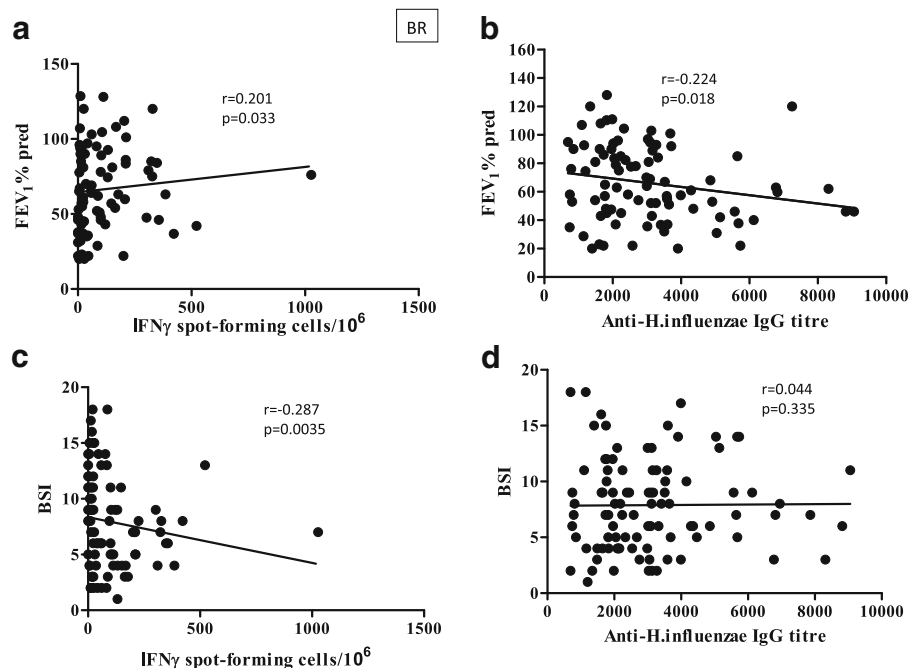 a
BR
b
FEV1% pred
150
100
50
0
r=0.201
p=0.033
0 500 1000 1500
IFNγ spot-forming cells/10^6
FEV1% pred
160
140
120
100
80
60
40
20
0
r=-0.224
p=0.018
0 2000 4000 6000 8000 10000
Anti-H.influenzae IgG titre
c
BSI
20
15
10
5
0
r=-0.287
p=0.0035
0 500 1000 1500
IFNγ spot-forming cells/10^6
d
BSI
20
15
10
5
0
r=0.044
p=0.335
0 2000 4000 6000 8000 10000
Anti-H.influenzae IgG titre